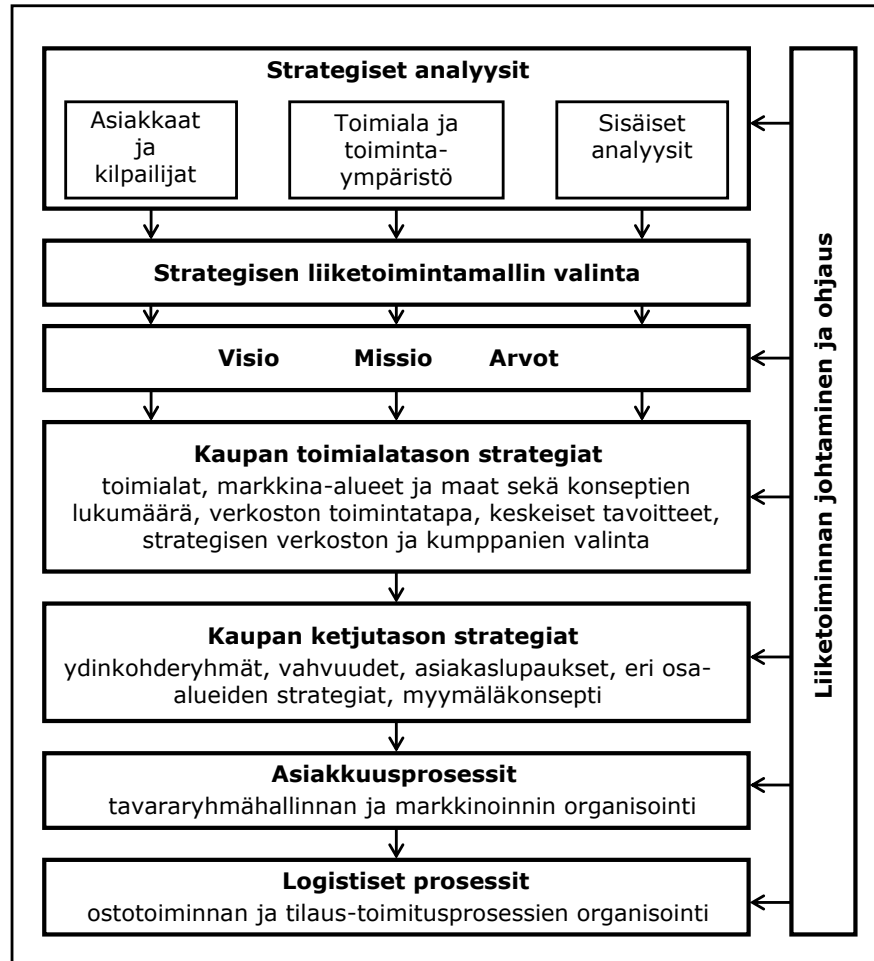 Strategiset analyysit
Asiakkaat
ja
kilpailijat
Toimiala ja
toiminta-
ympäristö
Sisäiset
analyysit
Strategisen liiketoimintamallin valinta
Visio Missio Arvot
Kaupan toimialatason strategiat
toimialat, markkina-alueet ja maat sekä konseptien
lukumäärä, verkoston toimintatapa, keskeiset tavoitteet,
strategisen verkoston ja kumppanien valinta
Kaupan ketjutason strategiat
ydinkohderyhmät, vahvuudet, asiakaslupaukset, eri osa-
alueiden strategiat, myymäläkonsepti
Asiakkuusprosessit
tavararyhmähallinnan ja markkinoinnin organisointi
Logistiset prosessit
ostotoiminnan ja tilaus-toimitusprosessien organisointi
Liiketoiminnan johtaminen ja ohjaus